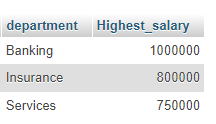 department Highest_salary
Banking 1000000
Insurance 800000
Services 750000